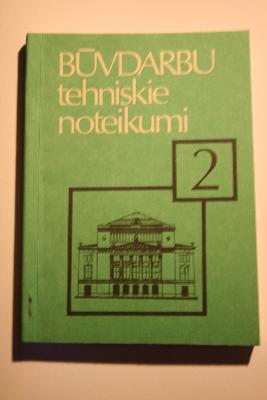 BŪVDARBU
tehniskie
noteikumi
2